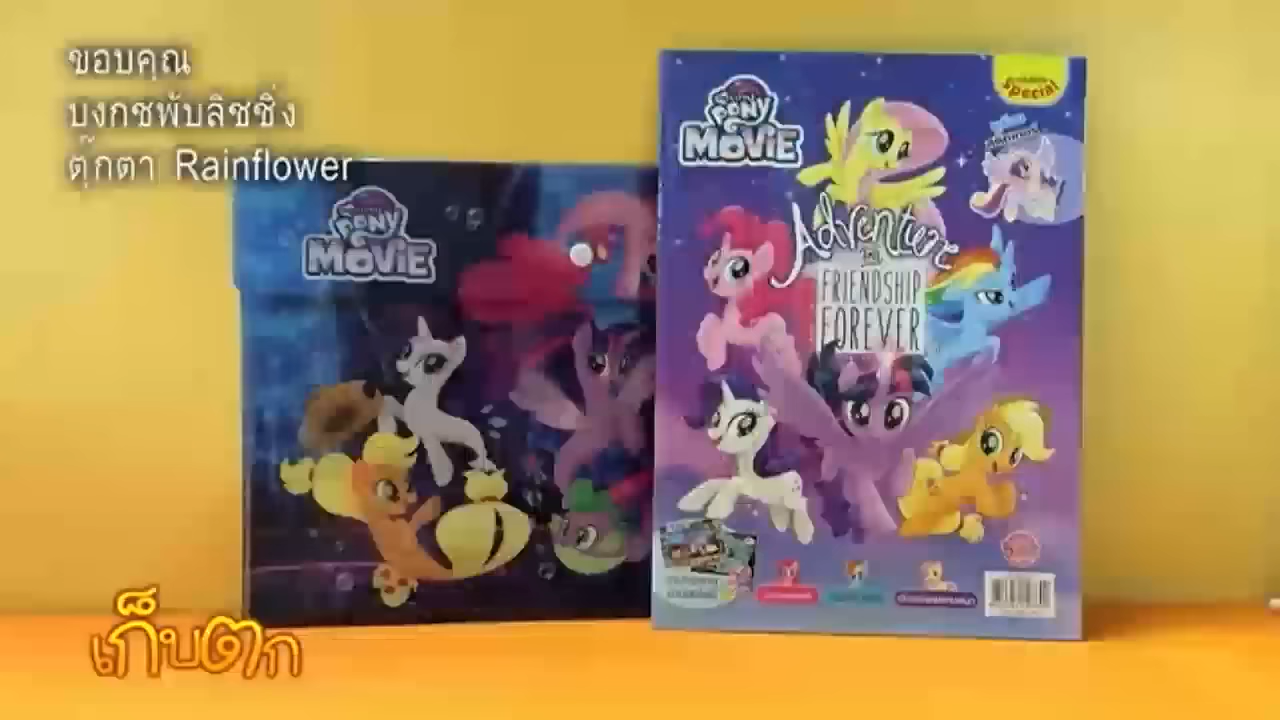 ขอบคุณ
บงกชพับลิชชิ่ง
ตุ๊กตา Rainflower
PONY
MOVIE
PONY
MOVIE
special
Adventure
FRIENDSHIP
FOREVER
เก็บตก